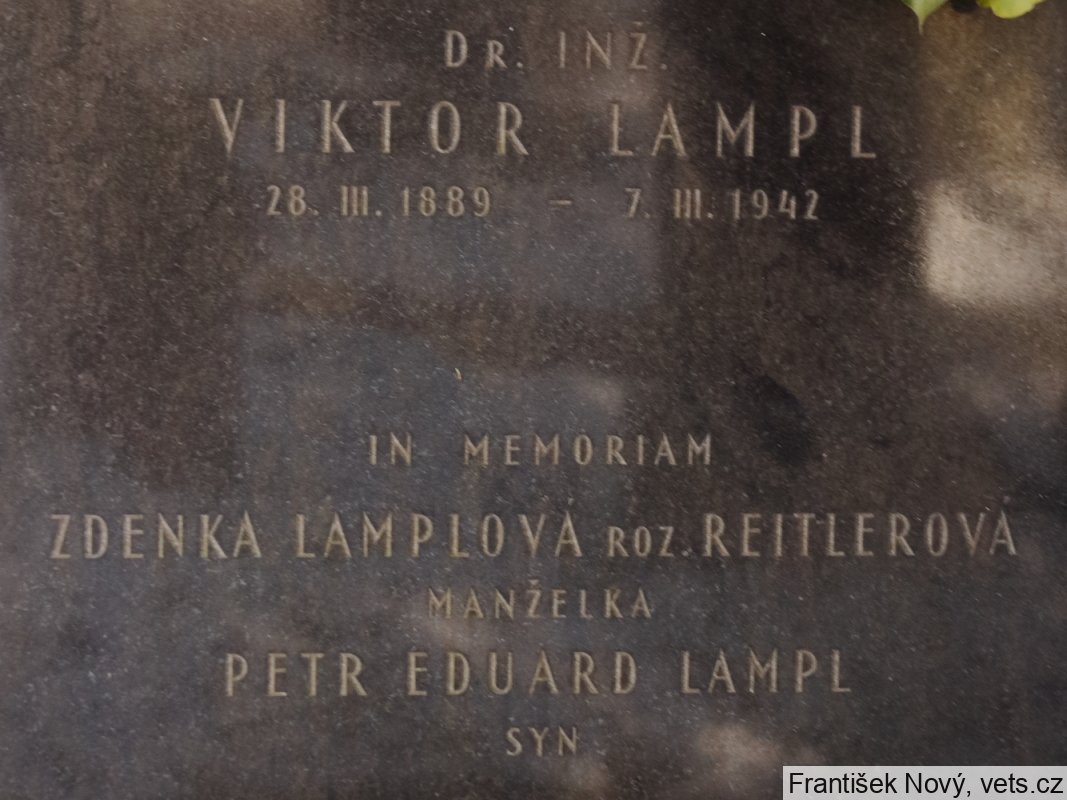 Dr. INŽ.
VIKTOR LAMPL
28. III. 1889 – 7. III. 1942
IN MEMORIAM
ZDENKA LAMPLOVÁ ROZ. REITLEROVÁ
MANŽELKA
PETR EDUARD LAMPL
SYN
František Nový, vets.cz